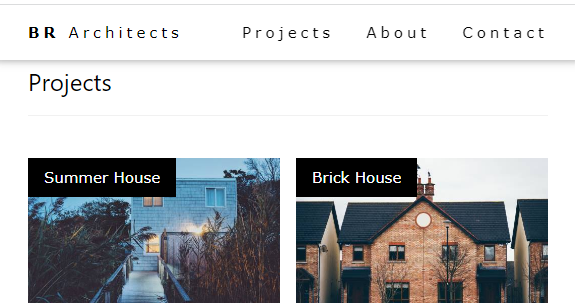 BR Architects Projects About Contact
Projects
Summer House Brick House